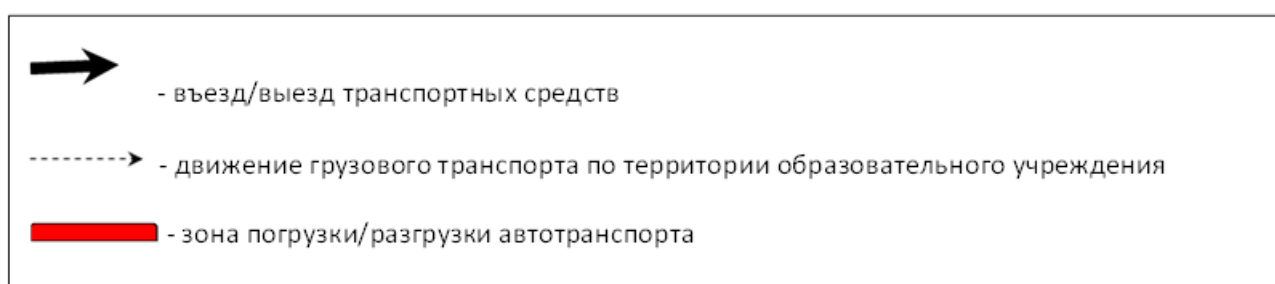 - въезд/выезд транспортных средств
- движение грузового транспорта по территории образовательного учреждения
- зона погрузки/разгрузки автотранспорта